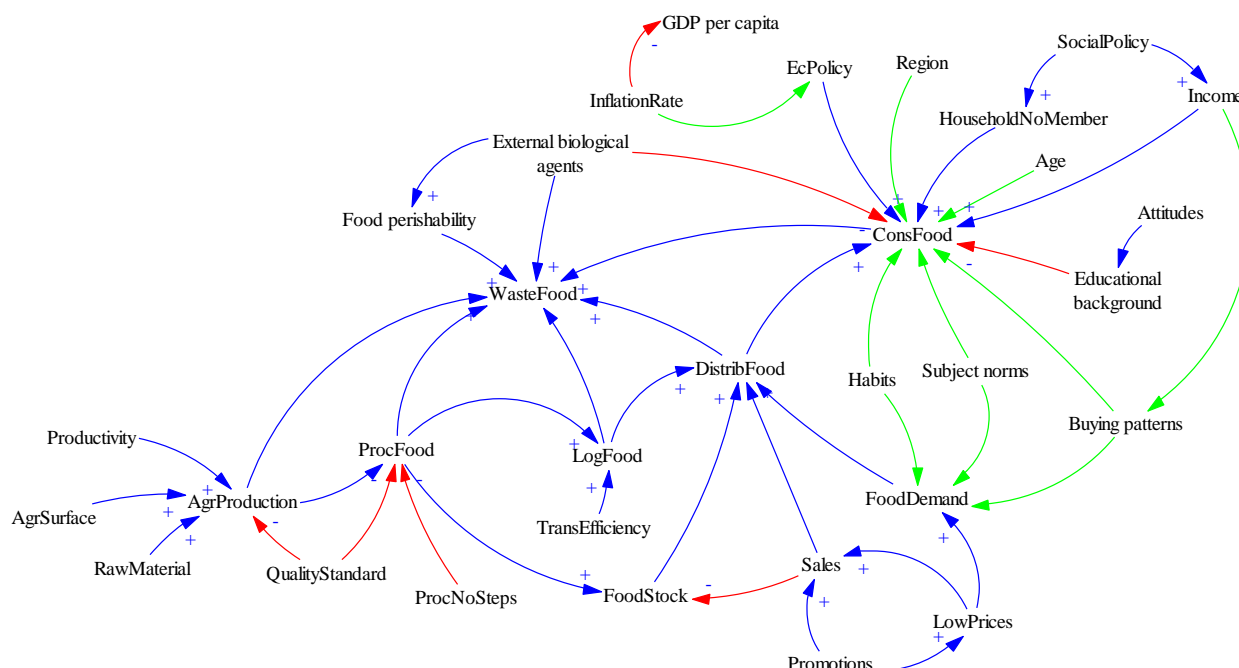 GDP per capita
-
SocialPolicy
EcPolicy
Region
+
Income
InflationRate
+
HouseholdNoMember
External biological
agents
Age
+
Food perishability
+
+
+
Attitudes
-
ConsFood
+
-
+
+
WasteFood
+
Educational
background
+
+
DistribFood
Subject norms
Habits
+
+
Buying patterns
Productivity
ProcFood
+
LogFood
-
-
+
+
AgrProduction
FoodDemand
+
AgrSurface
-
TransEfficiency
+
+
RawMaterial
QualityStandard
+
Sales
+
-
ProcNoSteps
FoodStock
+
LowPrices
+
Promotions